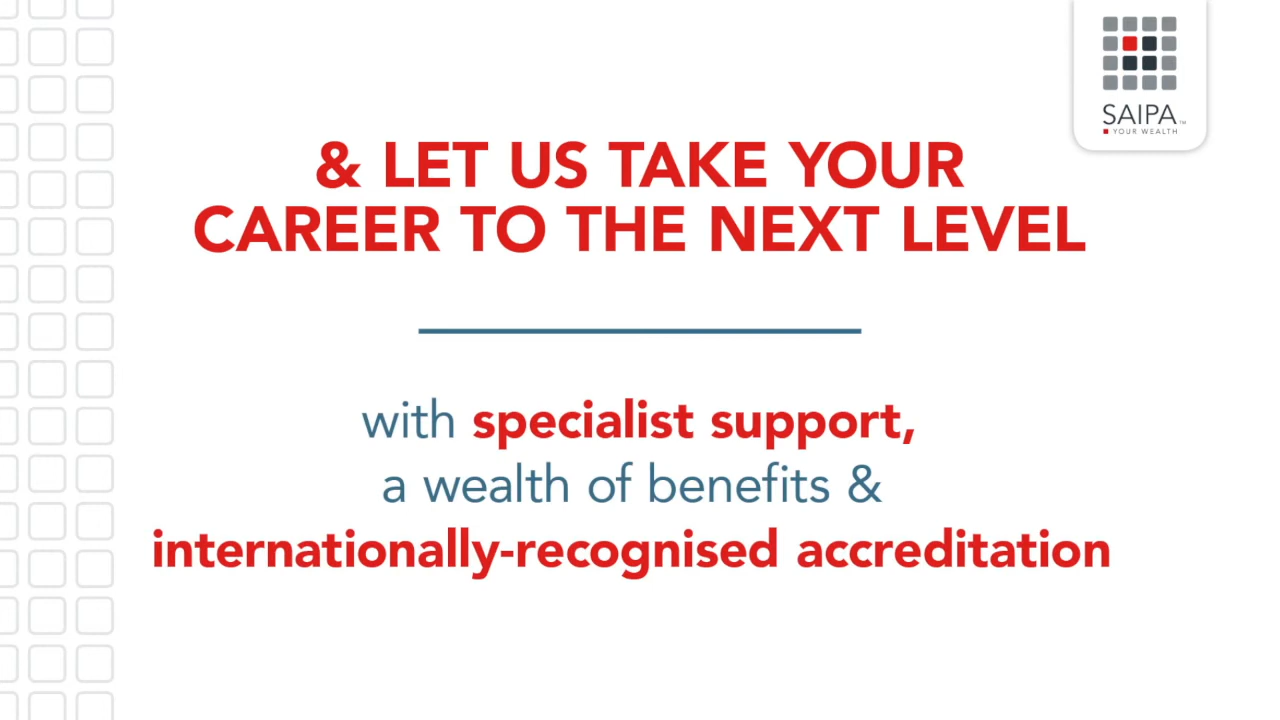 SAIPA™
YOUR WEALTH
& LET US TAKE YOUR
CAREER TO THE NEXT LEVEL
with specialist support,
a wealth of benefits &
internationally-recognised accreditation